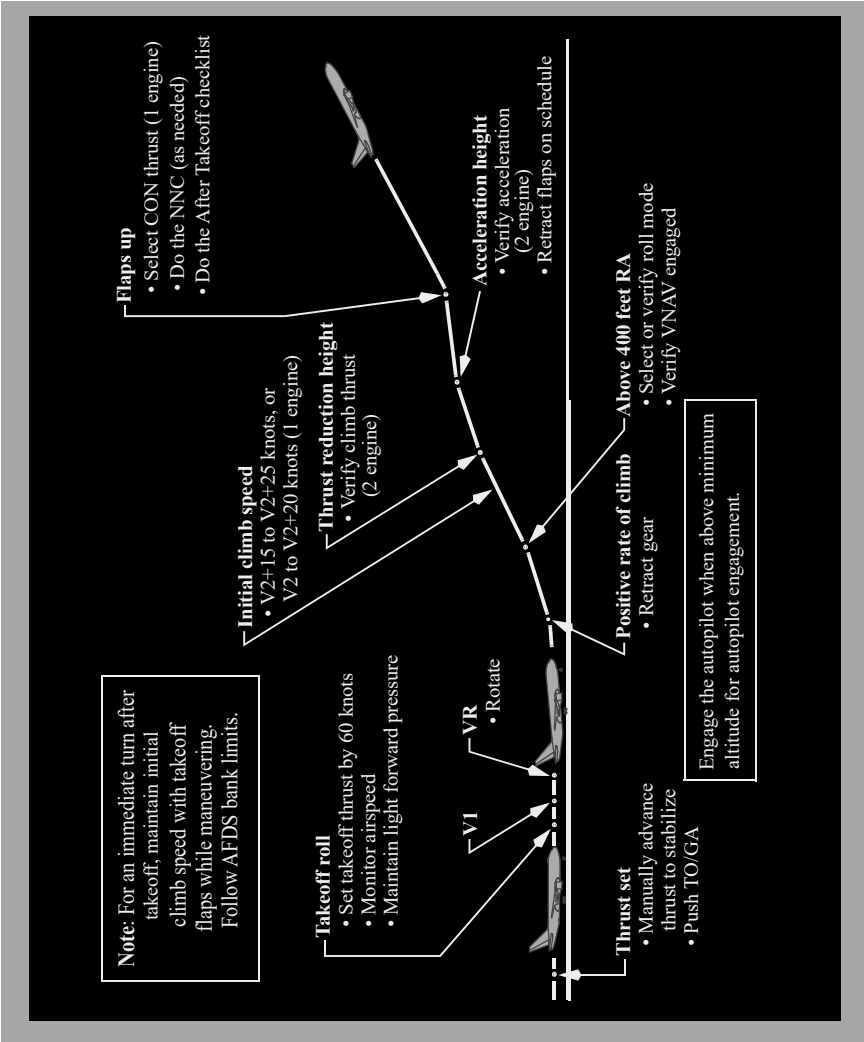 Note: For an immediate turn after
takeoff, maintain initial
climb speed with takeoff
flaps while maneuvering.
Follow AFDS bank limits.
Flaps up
• Select CON thrust (1 engine)
• Do the NNC (as needed)
• Do the After Takeoff checklist
Initial climb speed
• V2+15 to V2+25 knots, or
V2 to V2+20 knots (1 engine)
Thrust reduction height
• Verify climb thrust
(2 engine)
Takeoff roll
• Set takeoff thrust by 60 knots
• Monitor airspeed
• Maintain light forward pressure
V1
VR
• Rotate
Acceleration height
• Verify acceleration
(2 engine)
• Retract flaps on schedule
Thrust set
• Manually advance
thrust to stabilize
• Push TO/GA
Positive rate of climb
• Retract gear
Above 400 feet RA
• Select or verify roll mode
• Verify VNAV engaged
Engage the autopilot when above minimum
altitude for autopilot engagement.